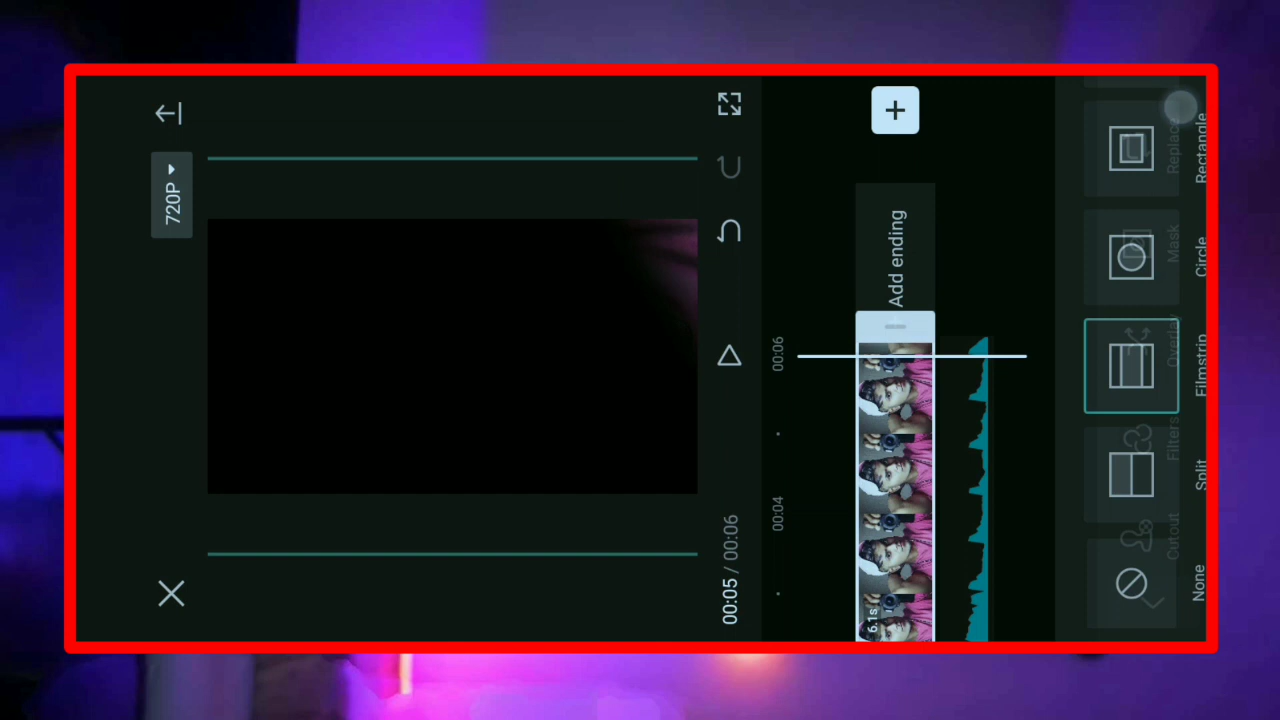 720P
00:05 / 00:06
00:04
00:06
6.1s
Add ending
None
Split
Filmstrip
Circle
Rectangle
Cutout
Filters
Overlay
Mask
Replace